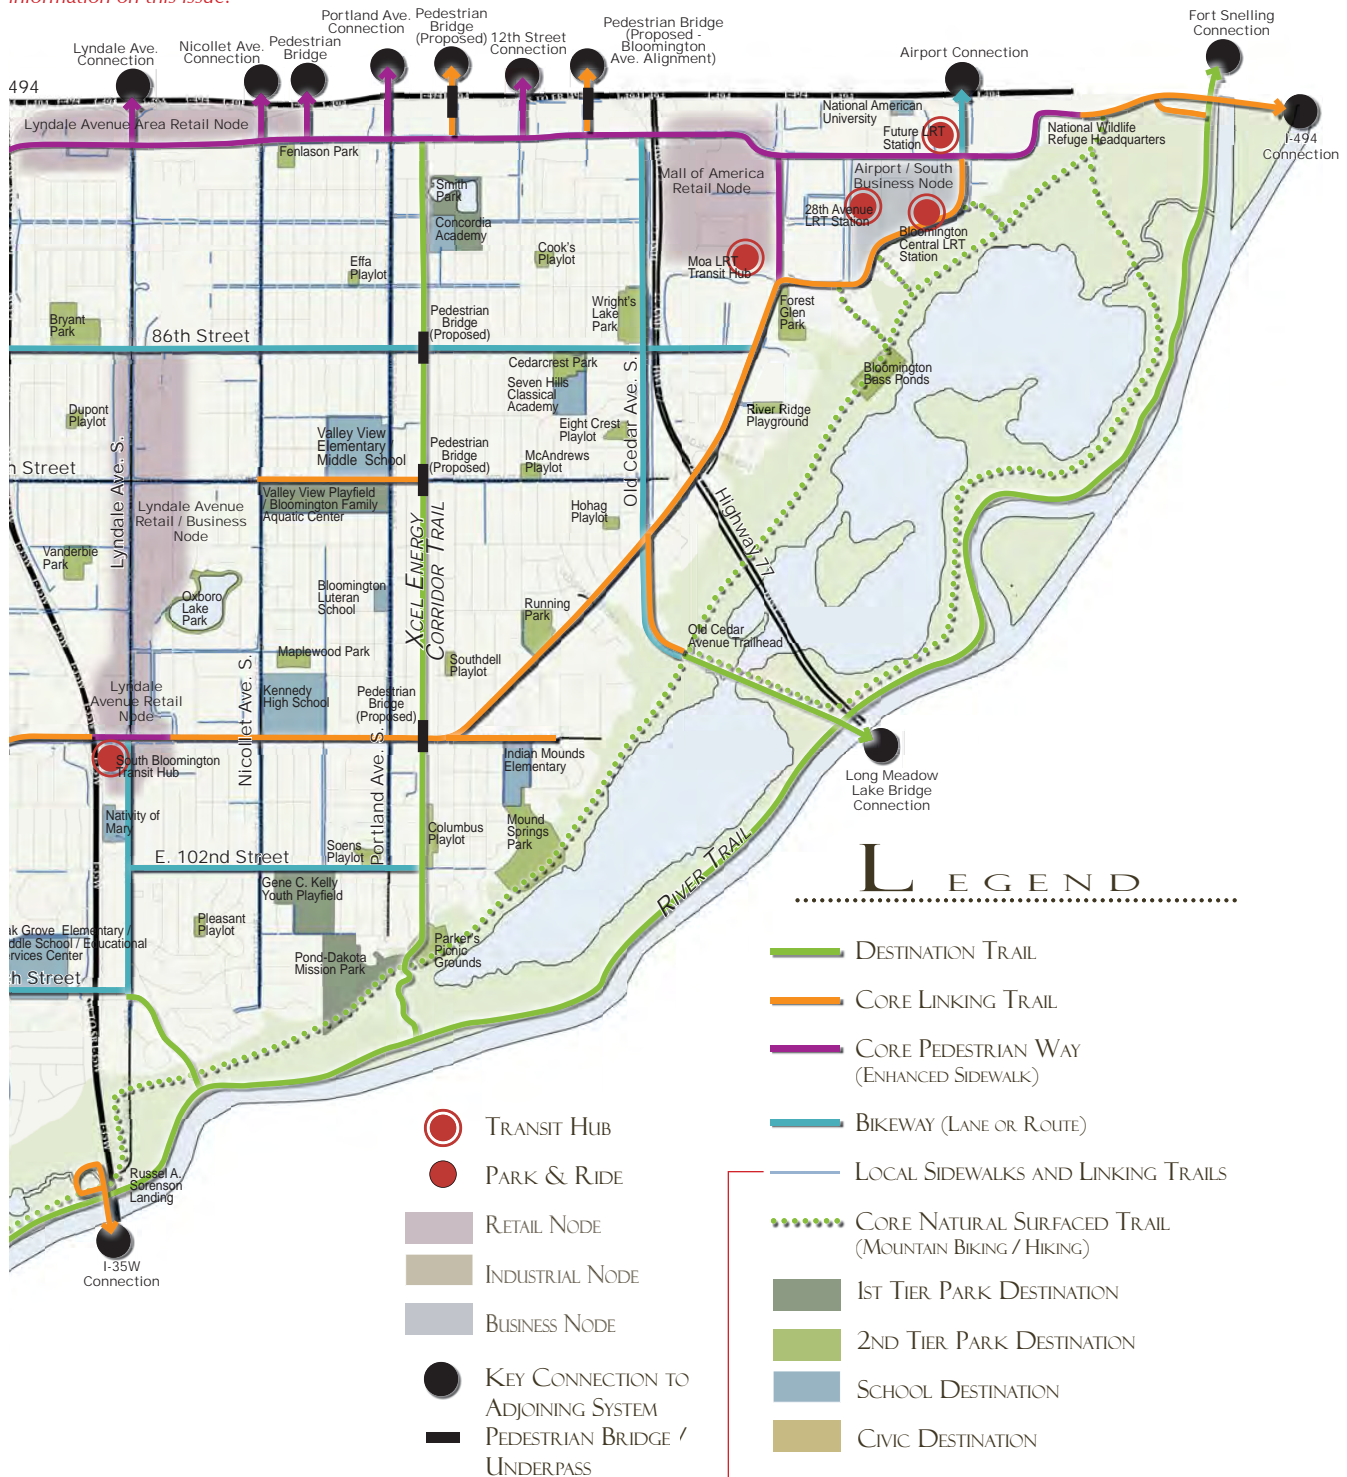 information on this issue.
Portland Ave.
Connection
Pedestrian
Bridge
(Proposed)
12th Street
Connection
Pedestrian Bridge
(Proposed -
Bloomington
Ave. Alignment)
Fort Snelling
Connection
Lyndale Ave.
Connection
Nicollet Ave.
Connection
Pedestrian
Bridge
Airport Connection
494
Lyndale Avenue Area Retail Node
National American
University
Future LRT
Station
National Wildlife
Refuge Headquarters
I-494
Connection
Fenlason Park
Mall of America
Retail Node
Airport / South
Business Node
Smith
Park
Concordia
Academy
28th Avenue
LRT Station
Bloomington
Central LRT
Station
Cook's
Playlot
Effa
Playlot
Moa LRT
Transit Hub
Bryant
Park
Pedestrian
Bridge
(Proposed)
Wright's
Lake
Park
Forest
Glen
Park
86th Street
Cedarcrest Park
Seven Hills
Classical
Academy
Bloomington
Bass Ponds
Old Cedar Ave. S.
Dupont
Playlot
Eight Crest
Playlot
River Ridge
Playground
Lyndale Ave. S.
Valley View
Elementary
Middle School
Pedestrian
Bridge
(Proposed)
McAndrews
Playlot
h Street
Valley View Playfield
/ Bloomington Family
Aquatic Center
Lyndale Avenue
Retail / Business
Node
Hohag
Playlot
Highway 77
Xcel Energy
Corridor Trail
Vanderbie
Park
Oxboro
Lake
Park
Bloomington
Luteran
School
Running
Park
Old Cedar
Avenue Trailhead
Maplewood Park
Southdell
Playlot
Lyndale
Avenue Retail
Node
Nicollet Ave. S.
Kennedy
High School
Pedestrian
Bridge
(Proposed)
Portland Ave. S.
South Bloomington
Transit Hub
Indian Mounds
Elementary
Long Meadow
Lake Bridge
Connection
Nativity of
Mary
Mound
Springs
Park
Columbus
Playlot
Soens
Playlot
E. 102nd Street
River Trail
Gene C. Kelly
Youth Playfield
Pleasant
Playlot
ak Grove Elementary /
ddle School / Educational
ervices Center
Parker's
Picnic
Grounds
Pond-Dakota
Mission Park
th Street
Russel A.
Sorenson
Landing
I-35W
Connection
Legend
Destination Trail
Core Linking Trail
Core Pedestrian Way
(Enhanced Sidewalk)
Bikeway (Lane or Route)
Local Sidewalks and Linking Trails
Core Natural Surfaced Trail
(Mountain Biking / Hiking)
1st Tier Park Destination
2nd Tier Park Destination
School Destination
Civic Destination
Transit Hub
Park & Ride
Retail Node
Industrial Node
Business Node
Key Connection to
Adjoining System
Pedestrian Bridge /
Underpass